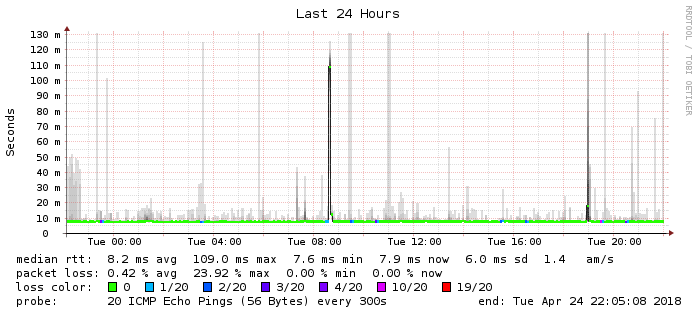 Last 24 Hours
RRDTOOL / TOBI OETIKER
Seconds
130 m
120 m
110 m
100 m
90 m
80 m
70 m
60 m
50 m
40 m
30 m
20 m
10 m
0
Tue 00:00 Tue 04:00 Tue 08:00 Tue 12:00 Tue 16:00 Tue 20:00
median rtt: 8.2 ms avg 109.0 ms max 7.6 ms min 7.9 ms now 6.0 ms sd 1.4 am/s
packet loss: 0.42 % avg 23.92 % max 0.00 % min 0.00 % now
loss color: 0 1/20 2/20 3/20 4/20 10/20 19/20
probe: 20 ICMP Echo Pings (56 Bytes) every 300s end: Tue Apr 24 22:05:08 2018